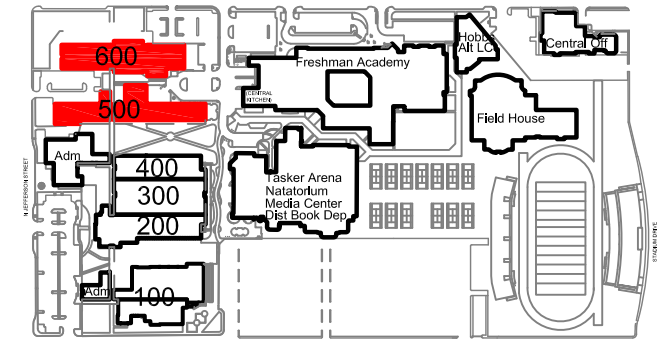 600
500
Adm
400
300
200
Adm
100
N JEFFERSON STREET
Freshman Academy
CENTRAL
KITCHEN
Tasker Arena
Natatorium
Media Center
Dist Book Dep
Hobbs
Alt LC
Central Off
Field House
STADIUM DRIVE